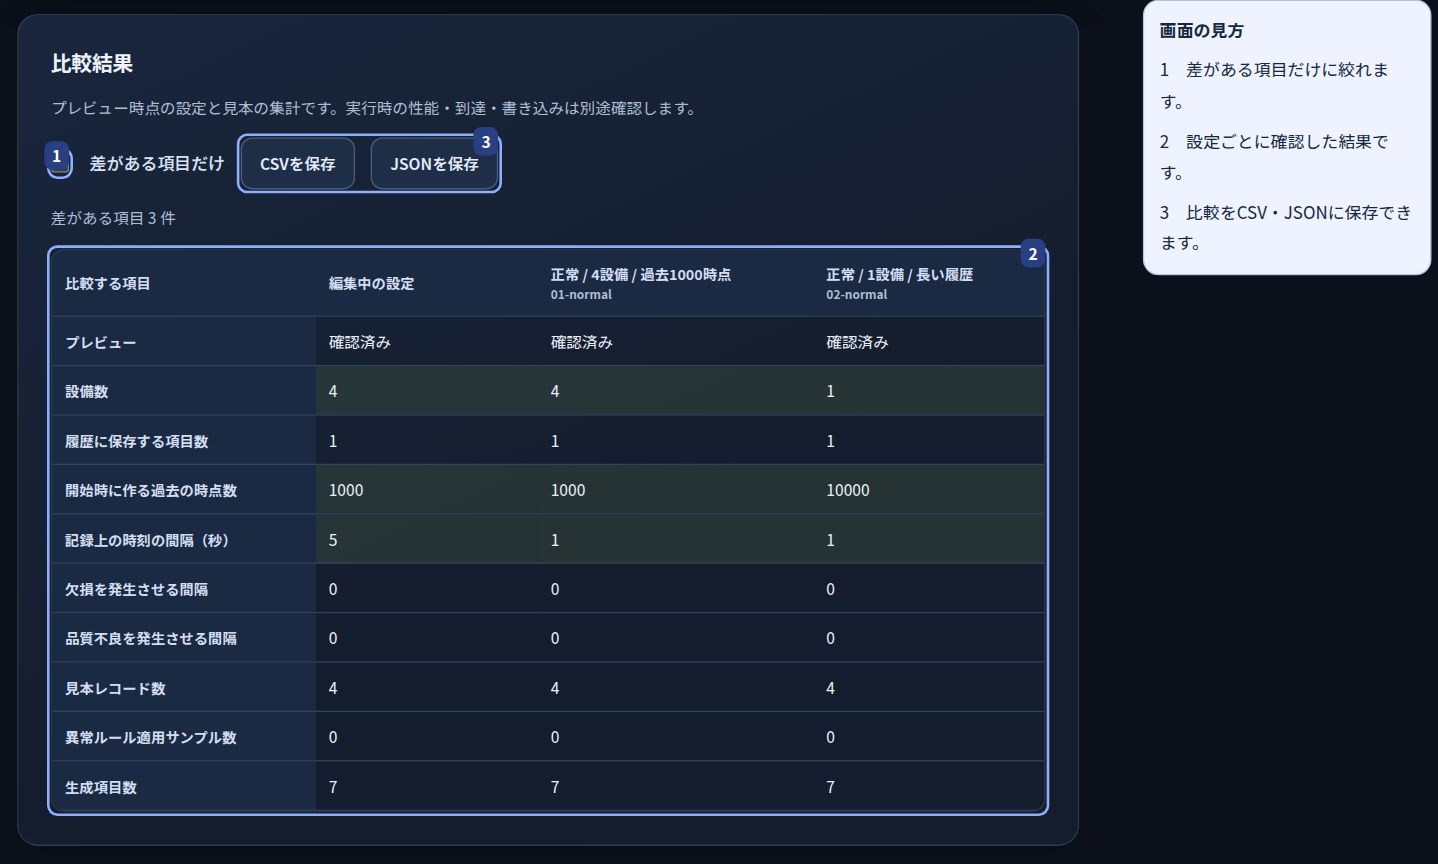 比較結果
プレビュー時点の設定と見本の集計です。実行時の性能・到達・書き込みは別途確認します。
1 差がある項目だけ CSVを保存 JSONを保存 3
差がある項目 3 件
2
比較する項目 編集中の設定 正常 / 4設備 / 過去1000時点 正常 / 1設備 / 長い履歴
01-normal 02-normal
プレビュー 確認済み 確認済み 確認済み
設備数 4 4 1
履歴に保存する項目数 1 1 1
開始時に作る過去の時点数 1000 1000 10000
記録上の時刻の間隔（秒） 5 1 1
欠損を発生させる間隔 0 0 0
品質不良を発生させる間隔 0 0 0
見本レコード数 4 4 4
異常ルール適用サンプル数 0 0 0
生成項目数 7 7 7
画面の見方
1 差がある項目だけに絞れま
す。
2 設定ごとに確認した結果で
す。
3 比較をCSV・JSONに保存でき
ます。